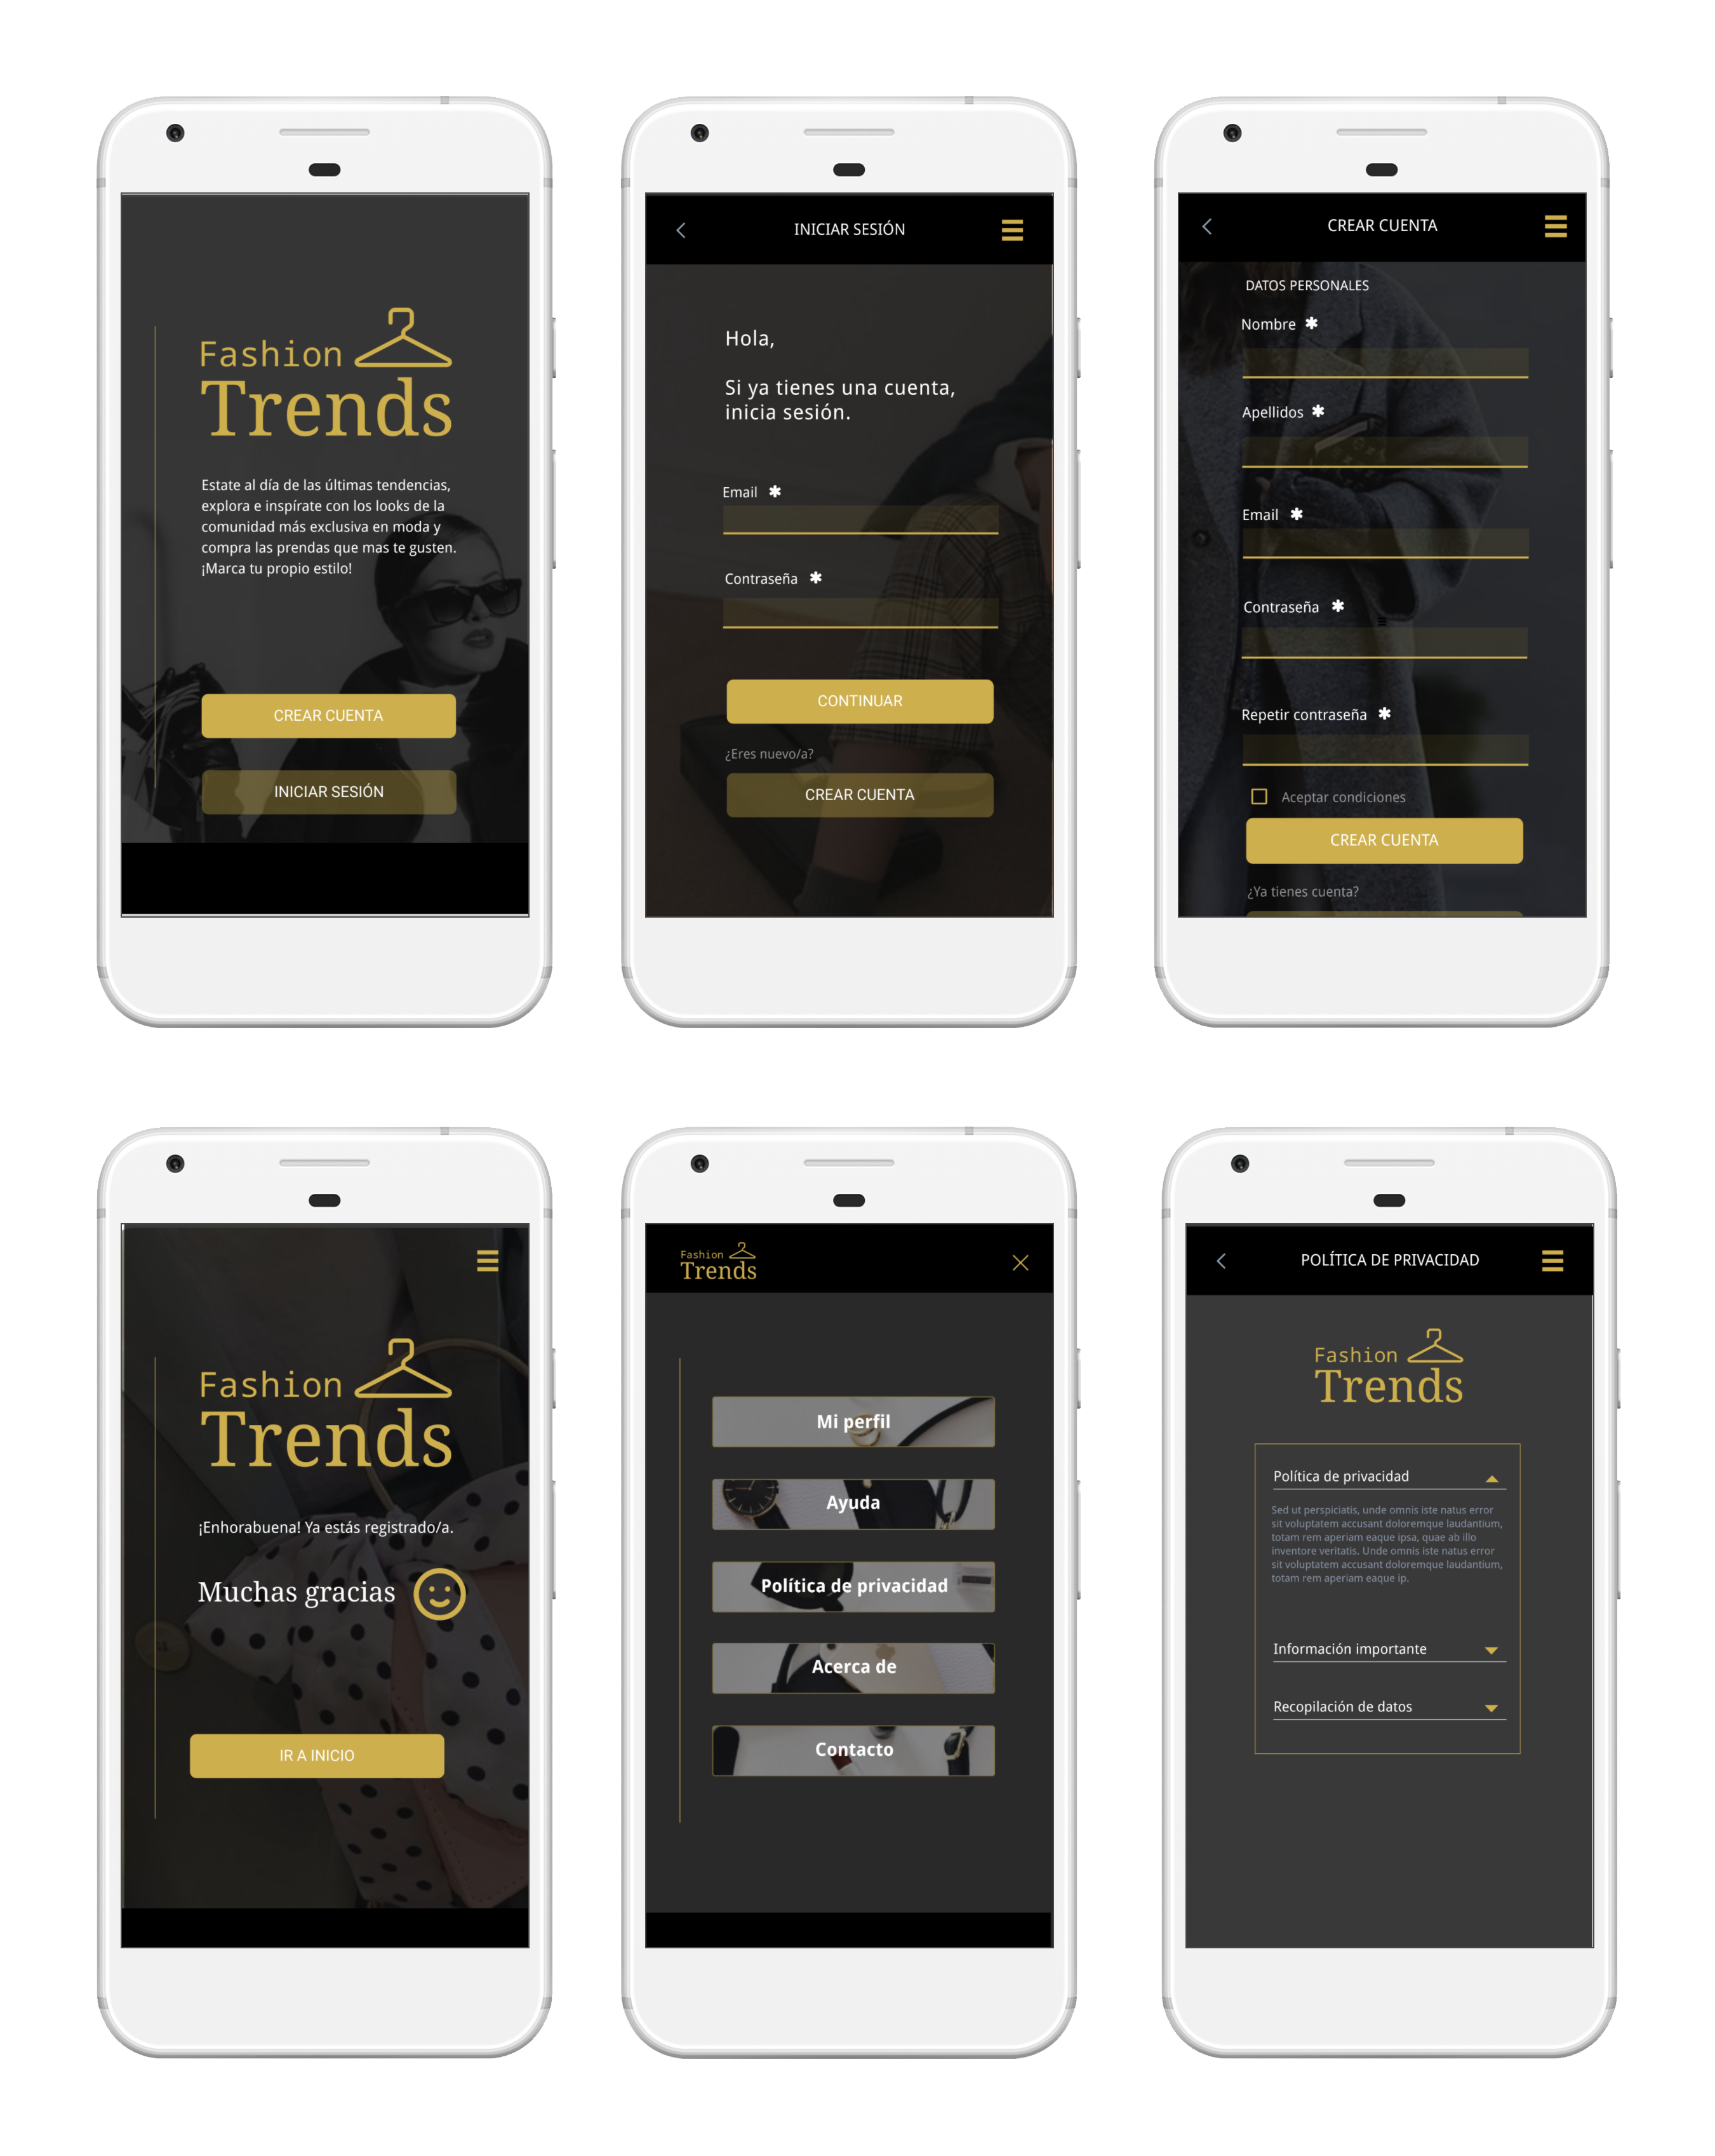 Fashion
Trends
Estate al día de las últimas tendencias,
explora e inspírate con los looks de la
comunidad más exclusiva en moda y
compra las prendas que mas te gusten.
¡Marca tu propio estilo!
CREAR CUENTA
INICIAR SESIÓN
INICIAR SESIÓN
Hola,
Si ya tienes una cuenta,
inicia sesión.
Email ✱
Contraseña ✱
CONTINUAR
¿Eres nuevo/a?
CREAR CUENTA
CREAR CUENTA
DATOS PERSONALES
Nombre ✱
Apellidos ✱
Email ✱
Contraseña ✱
Repetir contraseña ✱
Aceptar condiciones
CREAR CUENTA
¿Ya tienes cuenta?
Fashion
Trends
¡Enhorabuena! Ya estás registrado/a.
Muchas gracias
IR A INICIO
Fashion
Trends
Mi perfil
Ayuda
Política de privacidad
Acerca de
Contacto
POLÍTICA DE PRIVACIDAD
Fashion
Trends
Política de privacidad
Sed ut perspiciatis, unde omnis iste natus error
sit voluptatem accusant doloremque laudantium,
totam rem aperiam eaque ipsa, quae ab illo
inventore veritatis. Unde omnis iste natus error
sit voluptatem accusant doloremque laudantium,
totam rem aperiam eaque ip.
Información importante
Recopilación de datos